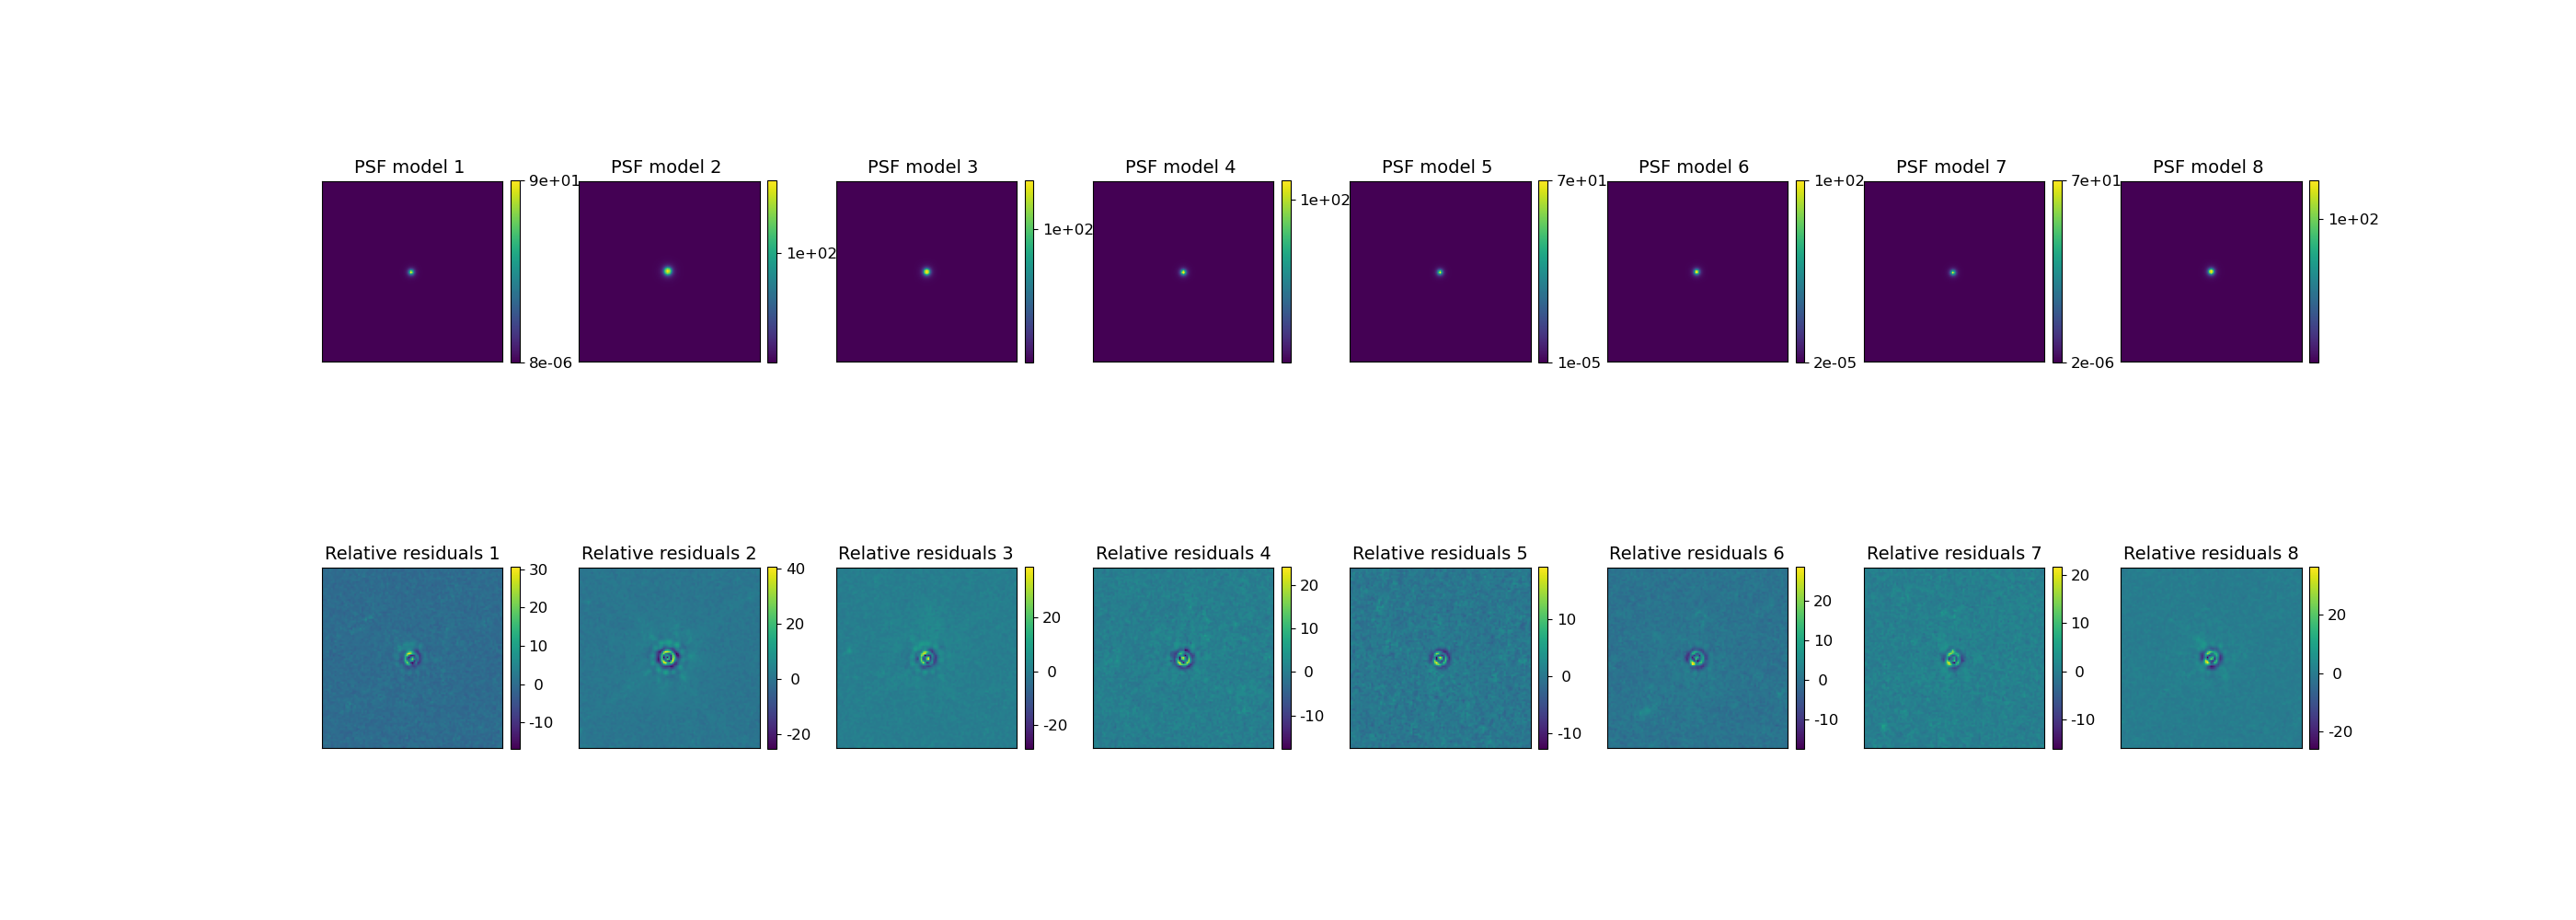 PSF model 1
PSF model 2
PSF model 3
PSF model 4
PSF model 5
PSF model 6
PSF model 7
PSF model 8
9e+01
8e-06
1e+02
1e+02
1e+02
7e+01
1e-05
1e+02
2e-05
7e+01
2e-06
1e+02
Relative residuals 1
Relative residuals 2
Relative residuals 3
Relative residuals 4
Relative residuals 5
Relative residuals 6
Relative residuals 7
Relative residuals 8
30
20
10
0
-10
40
20
0
-20
20
0
-20
20
10
0
-10
10
0
-10
20
10
0
-10
20
10
0
-10
20
0
-20